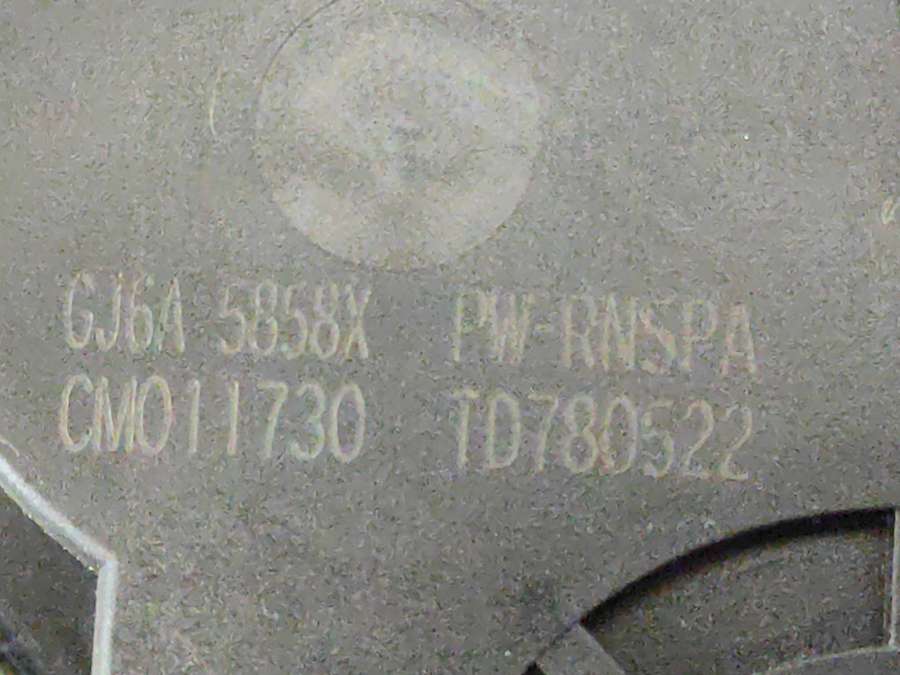 GJ6A 5858X PW-RNSPA
CM011730 TD780522